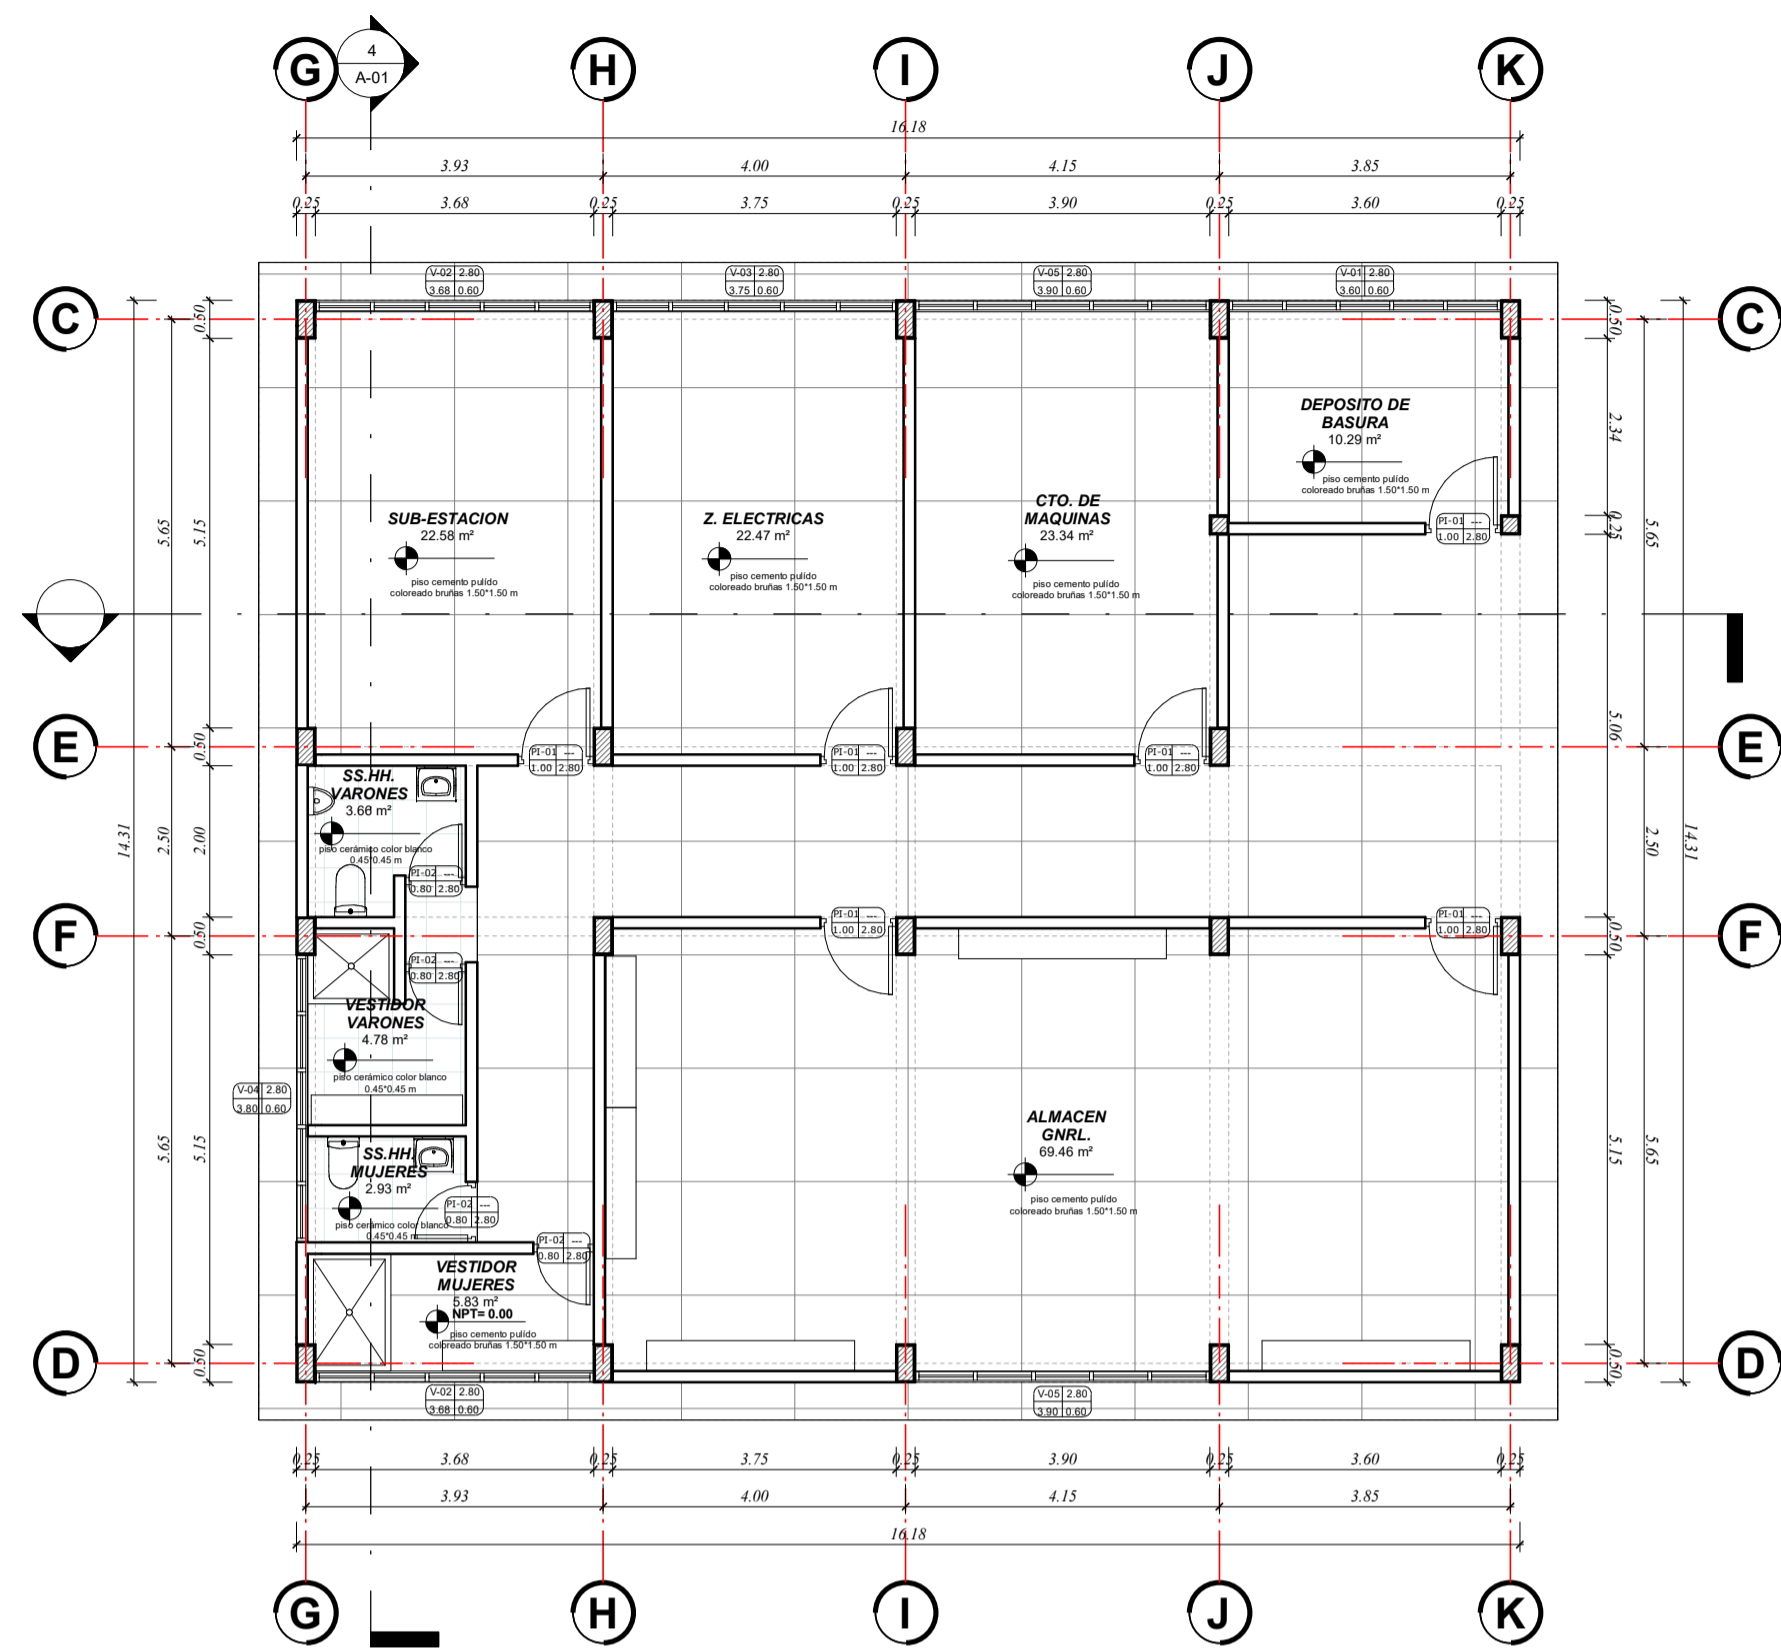 G H I J K
4
A-01
16.18
3.93 4.00 4.15 3.85
0.25 3.68 0.25 3.75 0.25 3.90 0.25 3.60 0.25
V-02 2.80
3.68 0.60
V-03 2.80
3.75 0.60
V-05 2.80
3.90 0.60
V-01 2.80
3.60 0.60
C C
0.50 0.50
DEPOSITO DE
BASURA
10.29 m²
piso cemento pulído
coloreado bruñas 1.50*1.50 m
2.34
SUB-ESTACION
22.58 m²
piso cemento pulído
coloreado bruñas 1.50*1.50 m
Z. ELECTRICAS
22.47 m²
piso cemento pulído
coloreado bruñas 1.50*1.50 m
CTO. DE
MAQUINAS
23.34 m²
piso cemento pulído
coloreado bruñas 1.50*1.50 m
PI-01 ---
1.00 2.80
5.65 5.15 0.25 5.65
5.06
E E
0.50
PI-01 ---
1.00 2.80
PI-01 ---
1.00 2.80
PI-01 ---
1.00 2.80
SS.HH.
VARONES
3.66 m²
piso cerámico color blanco
0.45*0.45 m
14.31 2.50 2.00 2.50 14.31
PI-02 ---
0.80 2.80
F F
0.50 0.50
PI-01 ---
1.00 2.80
PI-01 ---
1.00 2.80
PI-02 ---
0.80 2.80
VESTIDOR
VARONES
4.78 m²
piso cerámico color blanco
0.45*0.45 m
V-04 2.80
3.80 0.60
5.65 5.15 5.15 5.65
ALMACEN
GNRL.
69.46 m²
piso cemento pulído
coloreado bruñas 1.50*1.50 m
SS.HH.
MUJERES
2.93 m²
piso cerámico color blanco
0.45*0.45 m
PI-02 ---
0.80 2.80
PI-02 ---
0.80 2.80
VESTIDOR
MUJERES
5.83 m²
NPT= 0.00
piso cemento pulído
coloreado bruñas 1.50*1.50 m
D D
0.50 0.50
V-02 2.80
3.68 0.60
V-05 2.80
3.90 0.60
0.25 3.68 0.25 3.75 0.25 3.90 0.25 3.60 0.25
3.93 4.00 4.15 3.85
16.18
G H I J K